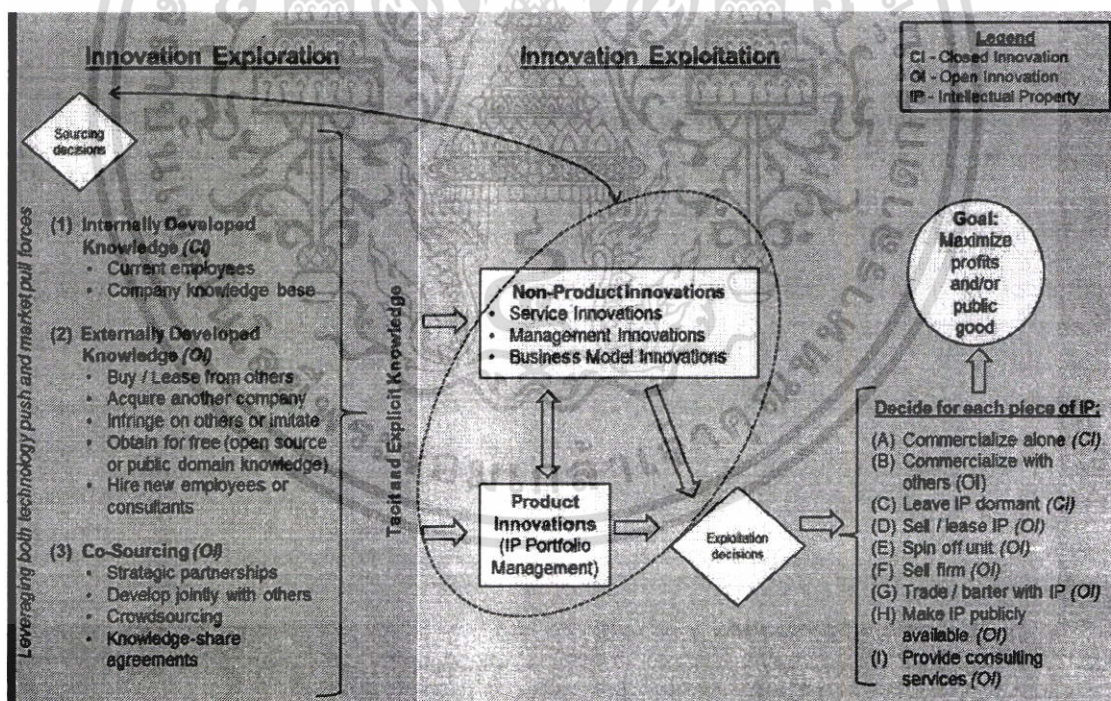 Innovation Exploration
Innovation Exploitation
Legend
CI - Closed Innovation
OI - Open Innovation
IP - Intellectual Property
Sourcing
decisions
Leveraging both technology push and market pull forces
(1) Internally Developed
Knowledge (CI)
• Current employees
• Company knowledge base
(2) Externally Developed
Knowledge (OI)
• Buy / Lease from others
• Acquire another company
• Infringe on others or imitate
• Obtain for free (open source
or public domain knowledge)
• Hire new employees or
consultants
(3) Co-Sourcing (OI)
• Strategic partnerships
• Develop jointly with others
• Crowdsourcing
• Knowledge-share
agreements
Tacit and Explicit Knowledge
Non-Product Innovations
• Service Innovations
• Management Innovations
• Business Model Innovations
Product
Innovations
(IP Portfolio
Management)
Exploitation
decisions
Goal:
Maximize
profits
and/or
public
good
Decide for each piece of IP:
(A) Commercialize alone (CI)
(B) Commercialize with
others (OI)
(C) Leave IP dormant (CI)
(D) Sell / lease IP (OI)
(E) Spin off unit (OI)
(F) Sell firm (OI)
(G) Trade / barter with IP (OI)
(H) Make IP publicly
available (OI)
(I) Provide consulting
services (OI)